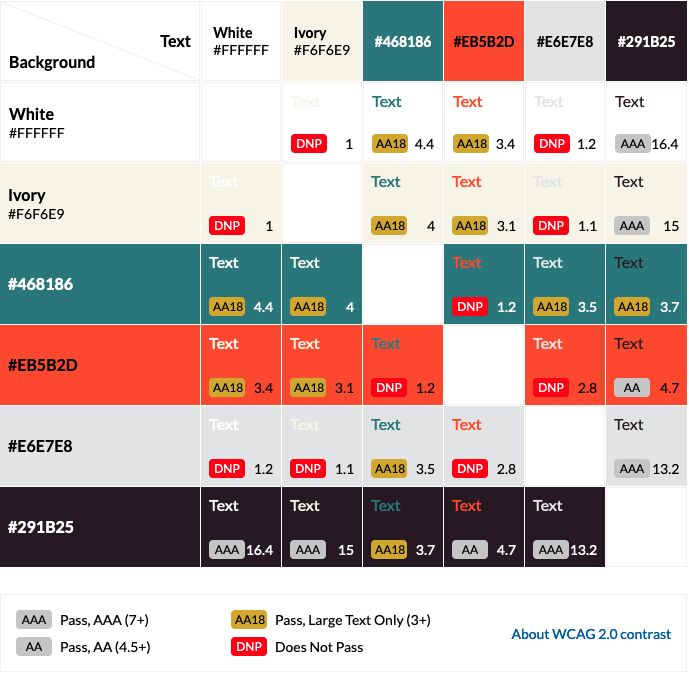 Text
Background
White
#FFFFFF
Ivory
#F6F6E9
#468186
#EB5B2D
#E6E7E8
#291B25
White
#FFFFFF
Text
DNP 1
Text
AA18 4.4
Text
AA18 3.4
Text
DNP 1.2
Text
AAA 16.4
Ivory
#F6F6E9
Text
DNP 1
Text
AA18 4
Text
AA18 3.1
Text
DNP 1.1
Text
AAA 15
#468186
Text
AA18 4.4
Text
AA18 4
Text
DNP 1.2
Text
AA18 3.5
Text
AA18 3.7
#EB5B2D
Text
AA18 3.4
Text
AA18 3.1
Text
DNP 1.2
Text
DNP 2.8
Text
AA 4.7
#E6E7E8
Text
DNP 1.2
Text
DNP 1.1
Text
AA18 3.5
Text
DNP 2.8
Text
AAA 13.2
#291B25
Text
AAA 16.4
Text
AAA 15
Text
AA18 3.7
Text
AA 4.7
Text
AAA 13.2
AAA Pass, AAA (7+)
AA18 Pass, Large Text Only (3+)
About WCAG 2.0 contrast
AA Pass, AA (4.5+)
DNP Does Not Pass